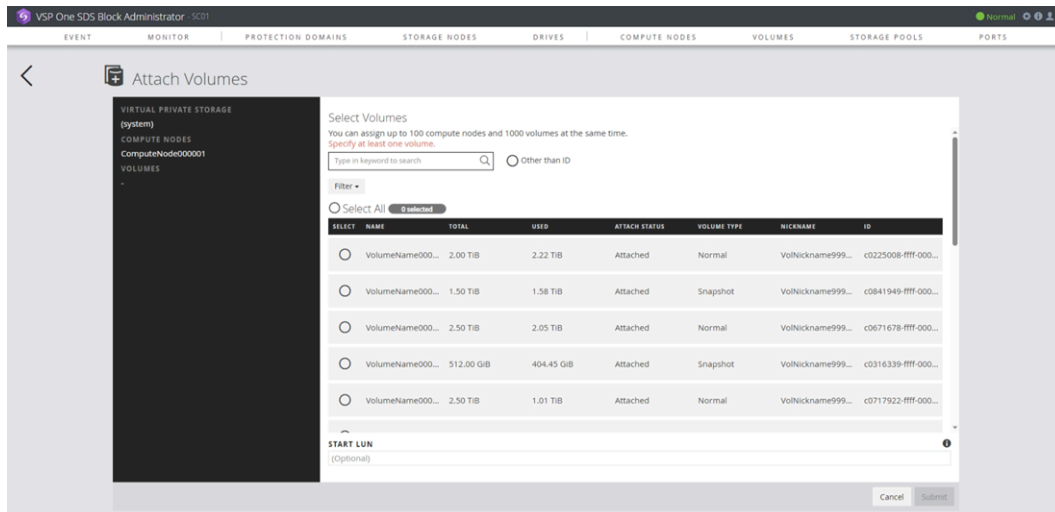 VSP One SDS Block Administrator - SC01
Normal
EVENT MONITOR PROTECTION DOMAINS STORAGE NODES DRIVES COMPUTE NODES VOLUMES STORAGE POOLS PORTS
Attach Volumes
VIRTUAL PRIVATE STORAGE
(system)
COMPUTE NODES
ComputeNode000001
VOLUMES
-
Select Volumes
You can assign up to 100 compute nodes and 1000 volumes at the same time.
Specify at least one volume.
Type in keyword to search Other than ID
Filter
Select All 0 selected
SELECT NAME TOTAL USED ATTACH STATUS VOLUME TYPE NICKNAME ID
VolumeName000... 2.00 TiB 2.22 TiB Attached Normal VolNickname999... c0225008-ffff-000...
VolumeName000... 1.50 TiB 1.58 TiB Attached Snapshot VolNickname999... c0841949-ffff-000...
VolumeName000... 2.50 TiB 2.05 TiB Attached Normal VolNickname999... c0671678-ffff-000...
VolumeName000... 512.00 GiB 404.45 GiB Attached Snapshot VolNickname999... c0316339-ffff-000...
VolumeName000... 2.50 TiB 1.01 TiB Attached Normal VolNickname999... c0717922-ffff-000...
START LUN
(Optional)
Cancel Submit